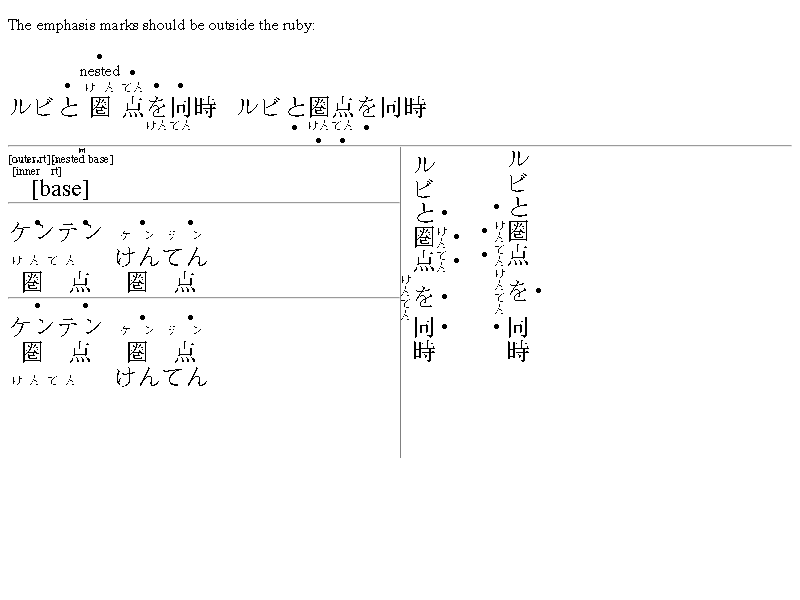 The emphasis marks should be outside the ruby:
nested
けん てん
ルビと圏点を同時 ルビと圏点を同時
けんてん けんてん
[outer rt][nested base]
[inner rt]
[base]
ケンテン ケンジン
けんてん けんてん
圏点 圏点
ケンテン ケンジン
圏点 圏点
けんてん けんてん
ルビと圏点を同時
けんてん
けんてん
ルビと圏点を同時
けんてん
けんてん